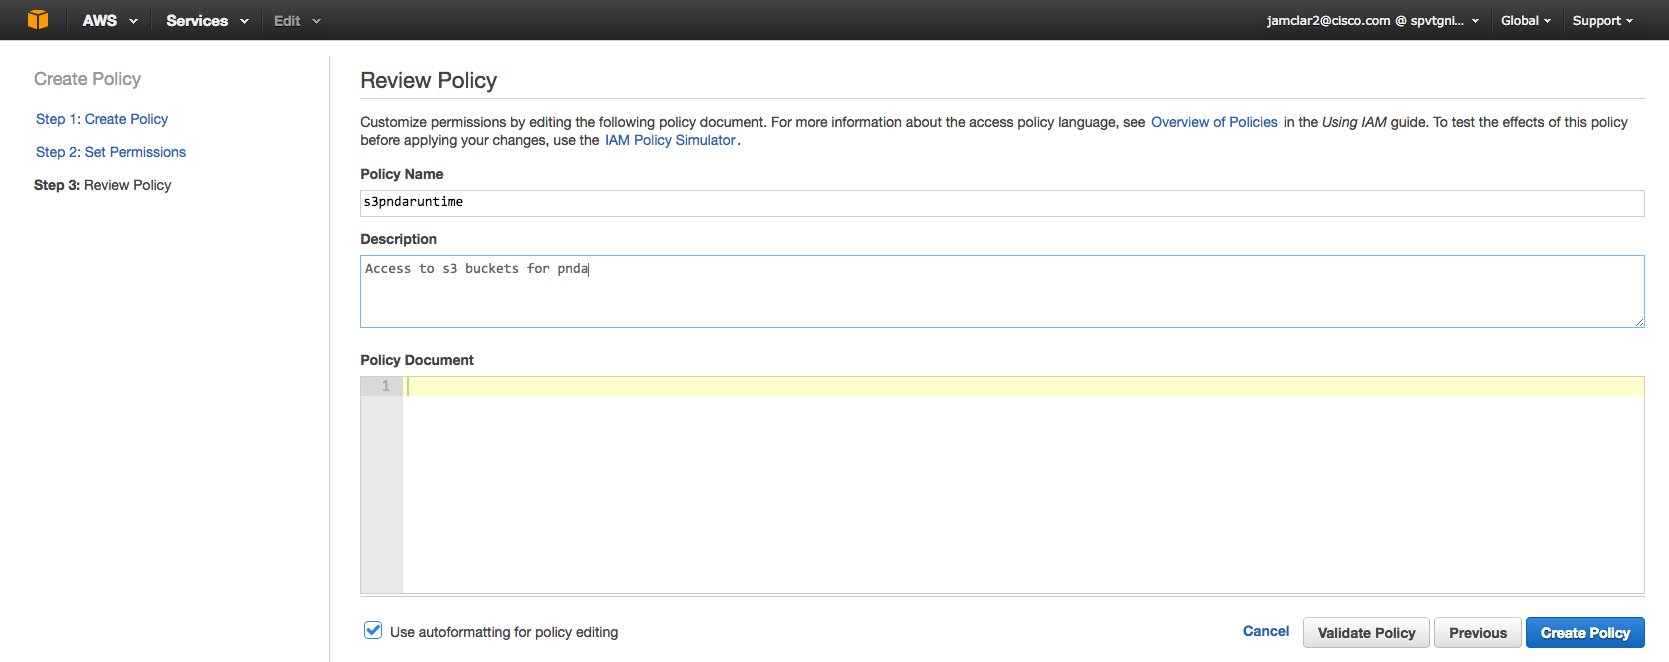 AWS Services Edit jamclar2@cisco.com @ spvtgni... Global Support
Create Policy
Step 1: Create Policy
Step 2: Set Permissions
Step 3: Review Policy
Review Policy
Customize permissions by editing the following policy document. For more information about the access policy language, see Overview of Policies in the Using IAM guide. To test the effects of this policy
before applying your changes, use the IAM Policy Simulator.
Policy Name
s3pndaruntime
Description
Access to s3 buckets for pnda
Policy Document
1
Use autoformatting for policy editing
Cancel Validate Policy Previous Create Policy